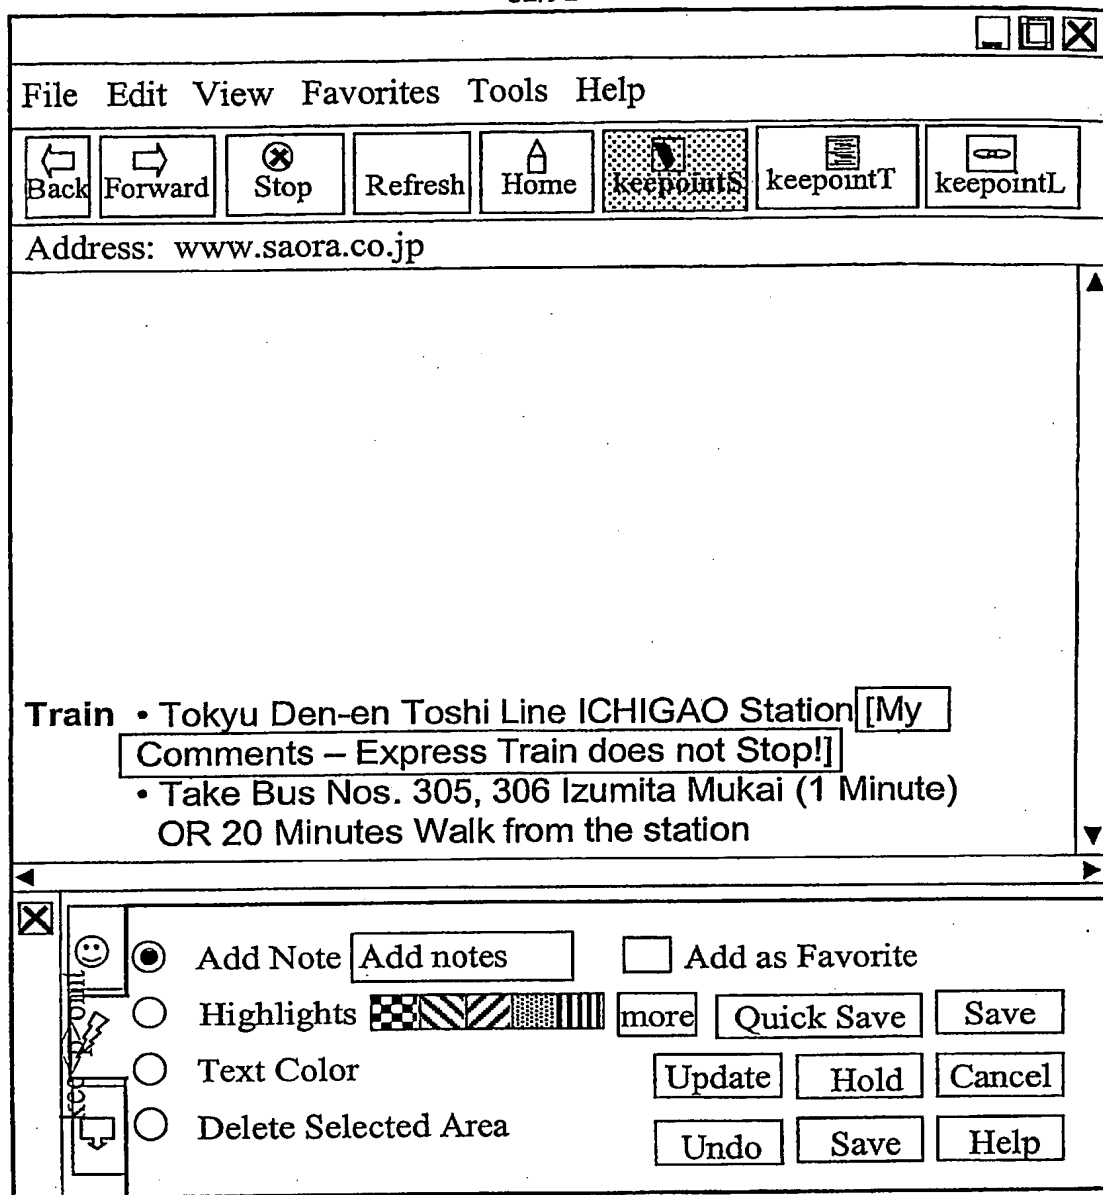 File Edit View Favorites Tools Help
Back Forward Stop Refresh Home keepointS keepointT keepointL
Address: www.saora.co.jp
Train • Tokyu Den-en Toshi Line ICHIGAO Station [My
Comments – Express Train does not Stop!]
• Take Bus Nos. 305, 306 Izumita Mukai (1 Minute)
OR 20 Minutes Walk from the station
Add Note Add notes Add as Favorite
Highlights more Quick Save Save
Text Color Update Hold Cancel
Delete Selected Area Undo Save Help